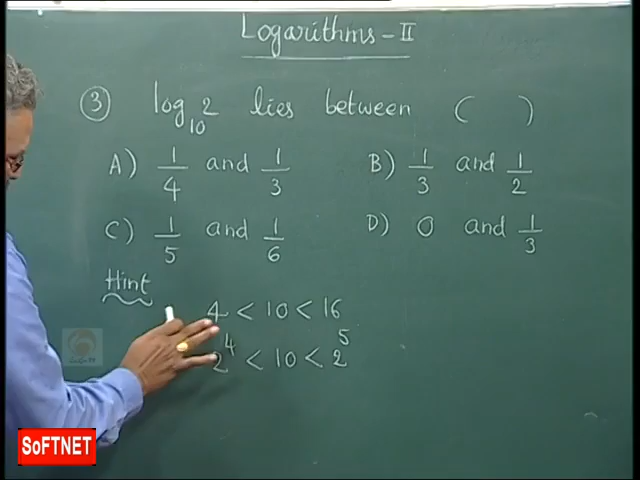 Logarithms - II
③ log₁₀2 lies between ( )
A) 1/4 and 1/3 B) 1/3 and 1/2
C) 1/5 and 1/6 D) 0 and 1/3
Hint
4 < 10 < 16
2⁴ < 10 < 2⁵
SoFTNET